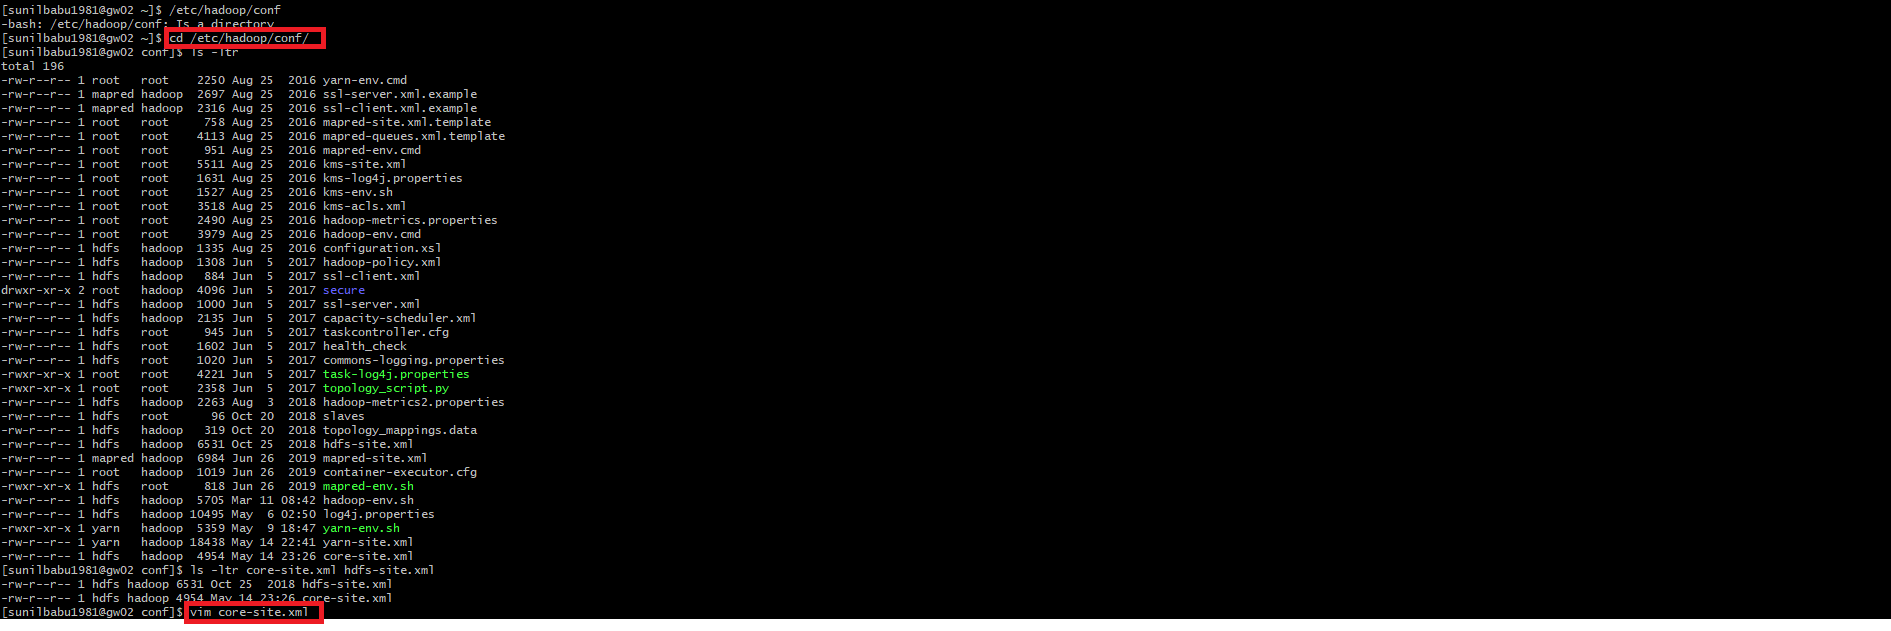 [sunilbabu1981@gw02 ~]$ /etc/hadoop/conf
-bash: /etc/hadoop/conf: Is a directory
[sunilbabu1981@gw02 ~]$ cd /etc/hadoop/conf/
[sunilbabu1981@gw02 conf]$ ls -ltr
total 196
-rw-r--r-- 1 root   root    2250 Aug 25  2016 yarn-env.cmd
-rw-r--r-- 1 mapred hadoop  2697 Aug 25  2016 ssl-server.xml.example
-rw-r--r-- 1 mapred hadoop  2316 Aug 25  2016 ssl-client.xml.example
-rw-r--r-- 1 root   root     758 Aug 25  2016 mapred-site.xml.template
-rw-r--r-- 1 root   root    4113 Aug 25  2016 mapred-queues.xml.template
-rw-r--r-- 1 root   root     951 Aug 25  2016 mapred-env.cmd
-rw-r--r-- 1 root   root    5511 Aug 25  2016 kms-site.xml
-rw-r--r-- 1 root   root    1631 Aug 25  2016 kms-log4j.properties
-rw-r--r-- 1 root   root    1527 Aug 25  2016 kms-env.sh
-rw-r--r-- 1 root   root    3518 Aug 25  2016 kms-acls.xml
-rw-r--r-- 1 root   root    2490 Aug 25  2016 hadoop-metrics.properties
-rw-r--r-- 1 root   root    3979 Aug 25  2016 hadoop-env.cmd
-rw-r--r-- 1 hdfs   hadoop  1335 Aug 25  2016 configuration.xsl
-rw-r--r-- 1 hdfs   hadoop  1308 Jun  5  2017 hadoop-policy.xml
-rw-r--r-- 1 hdfs   hadoop   884 Jun  5  2017 ssl-client.xml
drwxr-xr-x 2 root   hadoop  4096 Jun  5  2017 secure
-rw-r--r-- 1 hdfs   hadoop  1000 Jun  5  2017 ssl-server.xml
-rw-r--r-- 1 hdfs   hadoop  2135 Jun  5  2017 capacity-scheduler.xml
-rw-r--r-- 1 hdfs   root     945 Jun  5  2017 taskcontroller.cfg
-rw-r--r-- 1 hdfs   root    1602 Jun  5  2017 health_check
-rw-r--r-- 1 hdfs   root    1020 Jun  5  2017 commons-logging.properties
-rwxr-xr-x 1 root   root    4221 Jun  5  2017 task-log4j.properties
-rwxr-xr-x 1 root   root    2358 Jun  5  2017 topology_script.py
-rw-r--r-- 1 hdfs   hadoop  2263 Aug  3  2018 hadoop-metrics2.properties
-rw-r--r-- 1 hdfs   root      96 Oct 20  2018 slaves
-rw-r--r-- 1 hdfs   hadoop   319 Oct 20  2018 topology_mappings.data
-rw-r--r-- 1 hdfs   hadoop  6531 Oct 25  2018 hdfs-site.xml
-rw-r--r-- 1 mapred hadoop  6984 Jun 26  2019 mapred-site.xml
-rw-r--r-- 1 root   hadoop  1019 Jun 26  2019 container-executor.cfg
-rwxr-xr-x 1 hdfs   root     818 Jun 26  2019 mapred-env.sh
-rw-r--r-- 1 hdfs   hadoop  5705 Mar 11 08:42 hadoop-env.sh
-rw-r--r-- 1 hdfs   hadoop 10495 May  6 02:50 log4j.properties
-rwxr-xr-x 1 yarn   hadoop  5359 May  9 18:47 yarn-env.sh
-rw-r--r-- 1 yarn   hadoop 18438 May 14 22:41 yarn-site.xml
-rw-r--r-- 1 hdfs   hadoop  4954 May 14 23:26 core-site.xml
[sunilbabu1981@gw02 conf]$ ls -ltr core-site.xml hdfs-site.xml
-rw-r--r-- 1 hdfs hadoop 6531 Oct 25  2018 hdfs-site.xml
-rw-r--r-- 1 hdfs hadoop 4954 May 14 23:26 core-site.xml
[sunilbabu1981@gw02 conf]$ vim core-site.xml